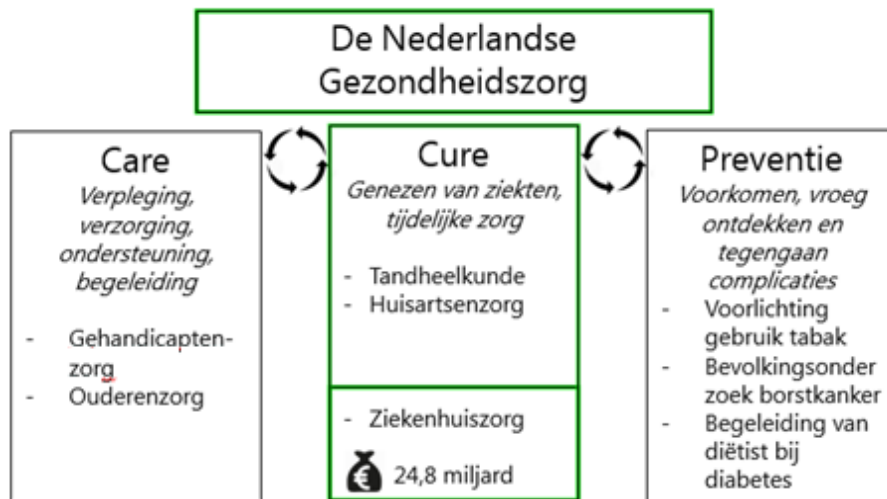 De Nederlandse
Gezondheidszorg
Care
Verpleging,
verzorging,
ondersteuning,
begeleiding
- Gehandicapten-
zorg
- Ouderenzorg
Cure
Genezen van ziekten,
tijdelijke zorg
- Tandheelkunde
- Huisartsenzorg
- Ziekenhuiszorg
€ 24,8 miljard
Preventie
Voorkomen, vroeg
ontdekken en
tegengaan
complicaties
- Voorlichting
gebruik tabak
- Bevolkingsonder
zoek borstkanker
- Begeleiding van
diëtist bij
diabetes